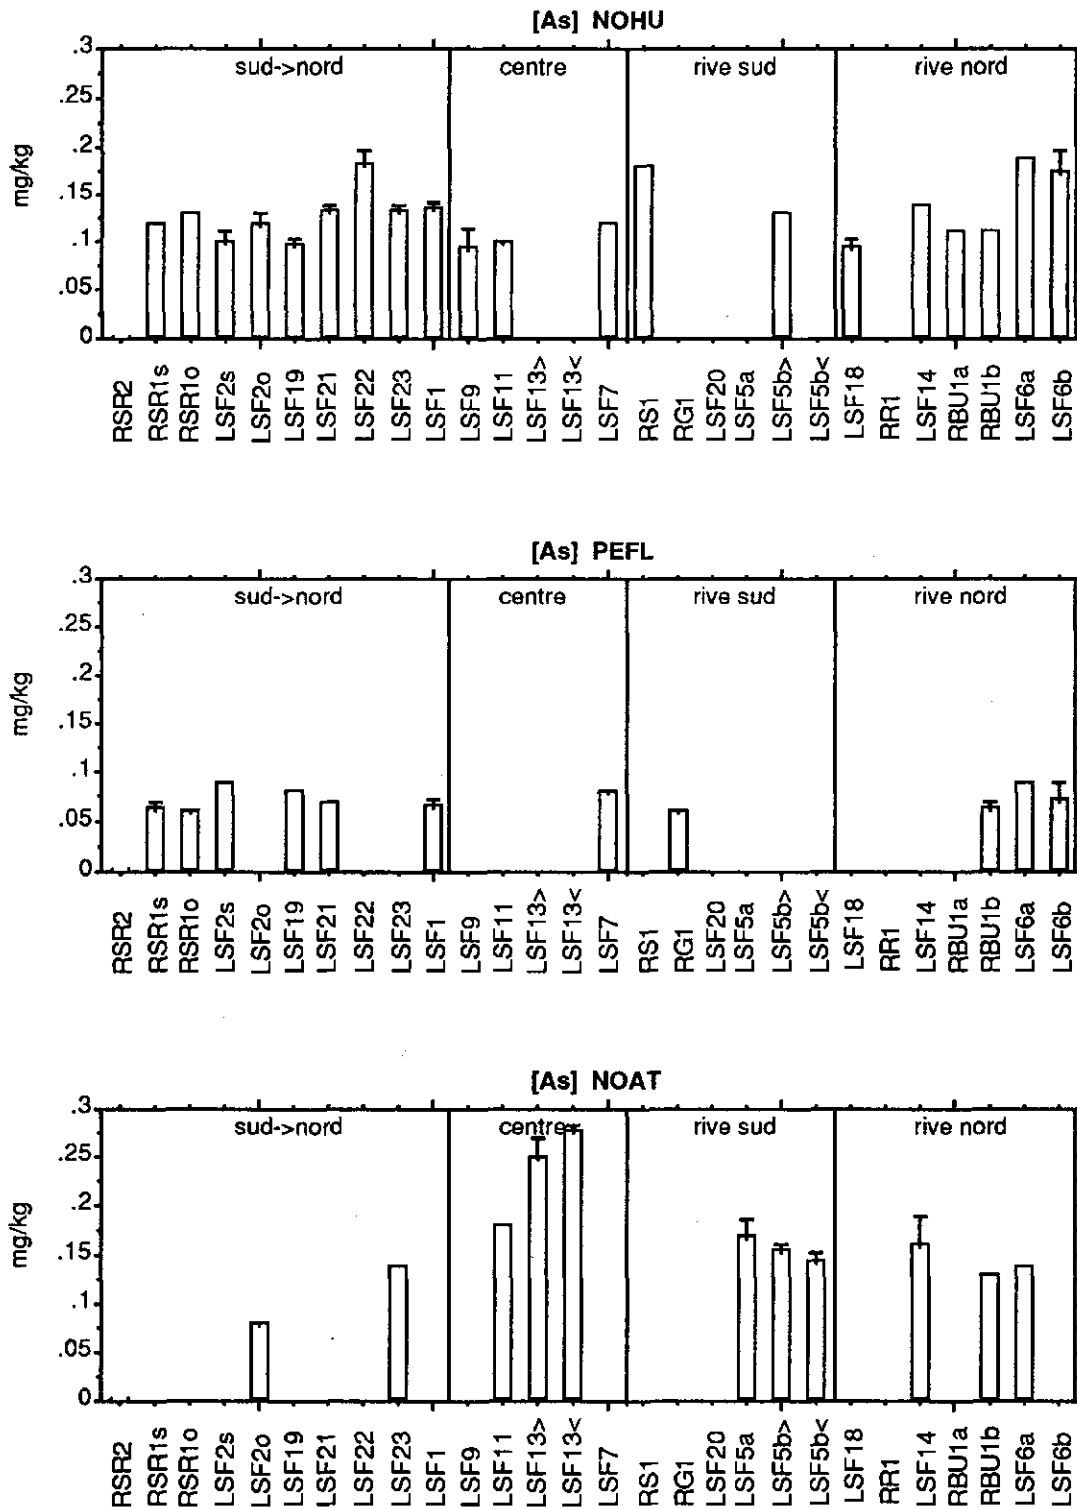 [As] NOHU
sud->nord centre rive sud rive nord
mg/kg
.3
.25
.2
.15
.1
.05
0
RSR2 RSR1s RSR1o LSF2s LSF2o LSF19 LSF21 LSF22 LSF23 LSF1 LSF9 LSF11 LSF13> LSF13< LSF7 RS1 RG1 LSF20 LSF5a LSF5b> LSF5b< LSF18 RR1 LSF14 RBU1a RBU1b LSF6a LSF6b
[As] PEFL
sud->nord centre rive sud rive nord
mg/kg
.3
.25
.2
.15
.1
.05
0
RSR2 RSR1s RSR1o LSF2s LSF2o LSF19 LSF21 LSF22 LSF23 LSF1 LSF9 LSF11 LSF13> LSF13< LSF7 RS1 RG1 LSF20 LSF5a LSF5b> LSF5b< LSF18 RR1 LSF14 RBU1a RBU1b LSF6a LSF6b
[As] NOAT
sud->nord centre rive sud rive nord
mg/kg
.3
.25
.2
.15
.1
.05
0
RSR2 RSR1s RSR1o LSF2s LSF2o LSF19 LSF21 LSF22 LSF23 LSF1 LSF9 LSF11 LSF13> LSF13< LSF7 RS1 RG1 LSF20 LSF5a LSF5b> LSF5b< LSF18 RR1 LSF14 RBU1a RBU1b LSF6a LSF6b